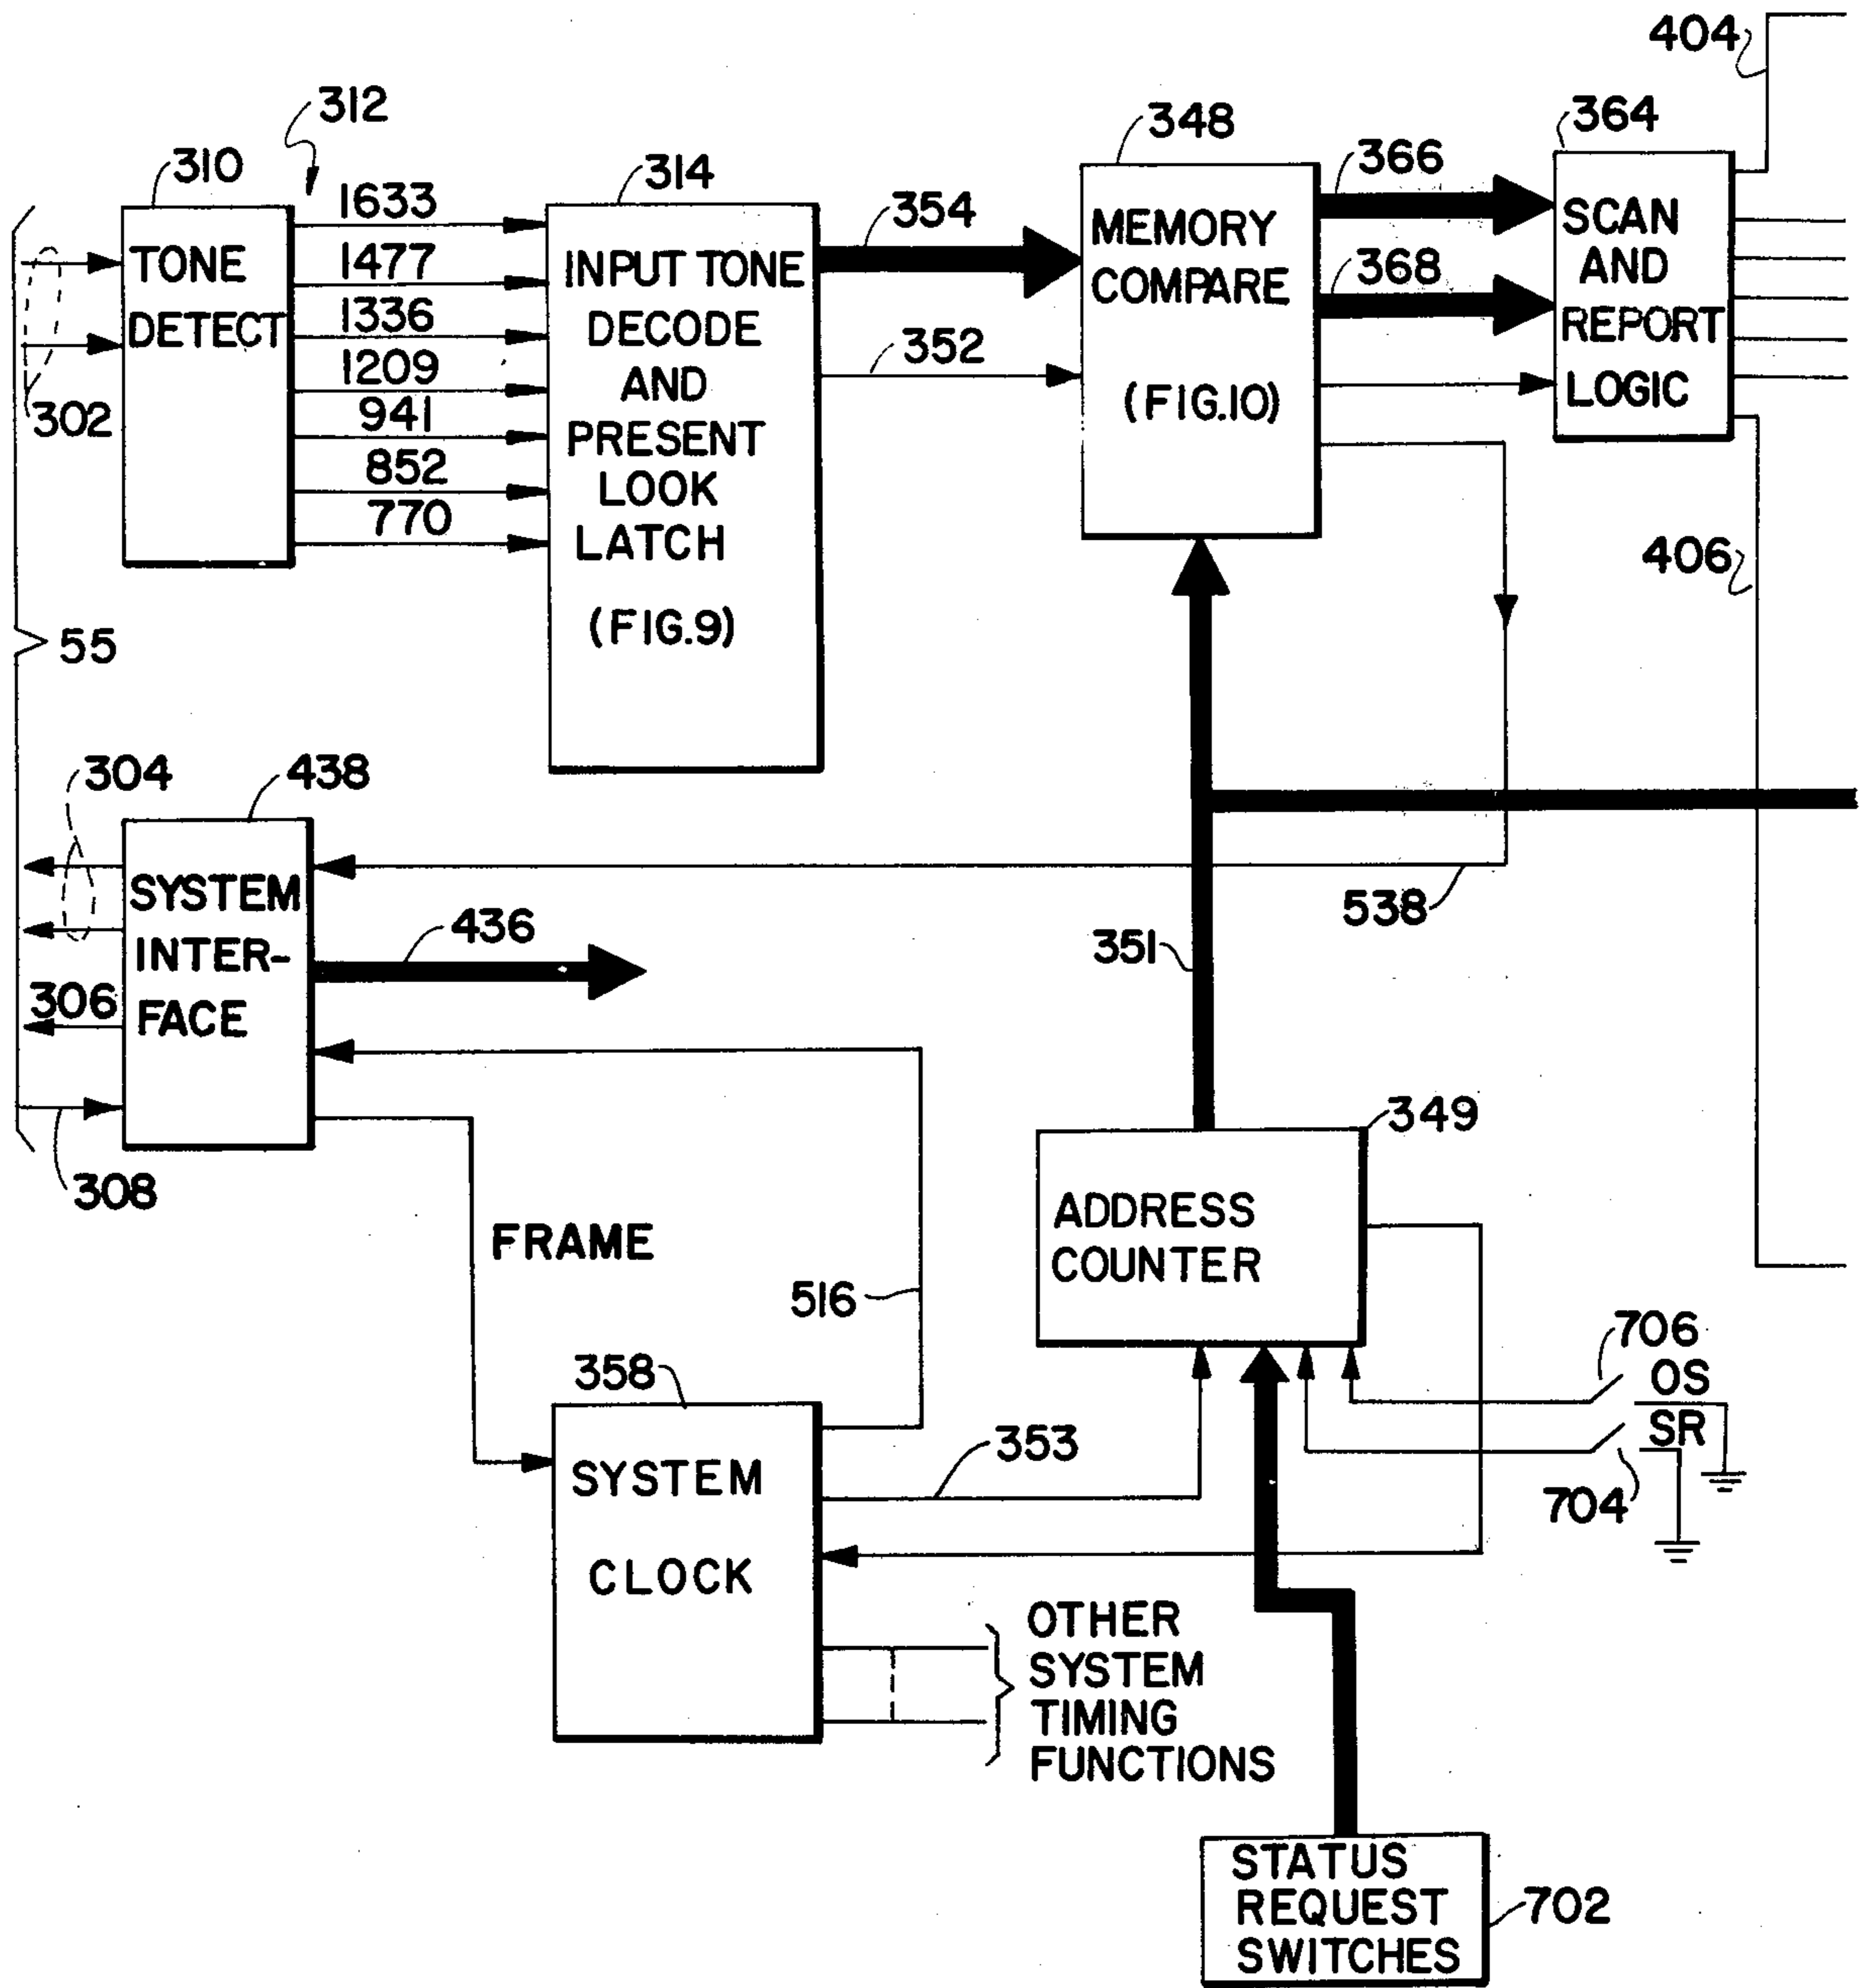 404
312
348
364
310
314
366
1633
354
1477
1336
352
368
1209
941
852
770
TONE
DETECT
302
INPUT TONE
DECODE
AND
PRESENT
LOOK
LATCH
(FIG.9)
MEMORY
COMPARE
(FIG.10)
SCAN
AND
REPORT
LOGIC
406
55
304
438
SYSTEM
INTER-
FACE
306
308
436
538
351
349
FRAME
516
ADDRESS
COUNTER
706
OS
SR
704
358
353
SYSTEM
CLOCK
OTHER
SYSTEM
TIMING
FUNCTIONS
STATUS
REQUEST
SWITCHES
702